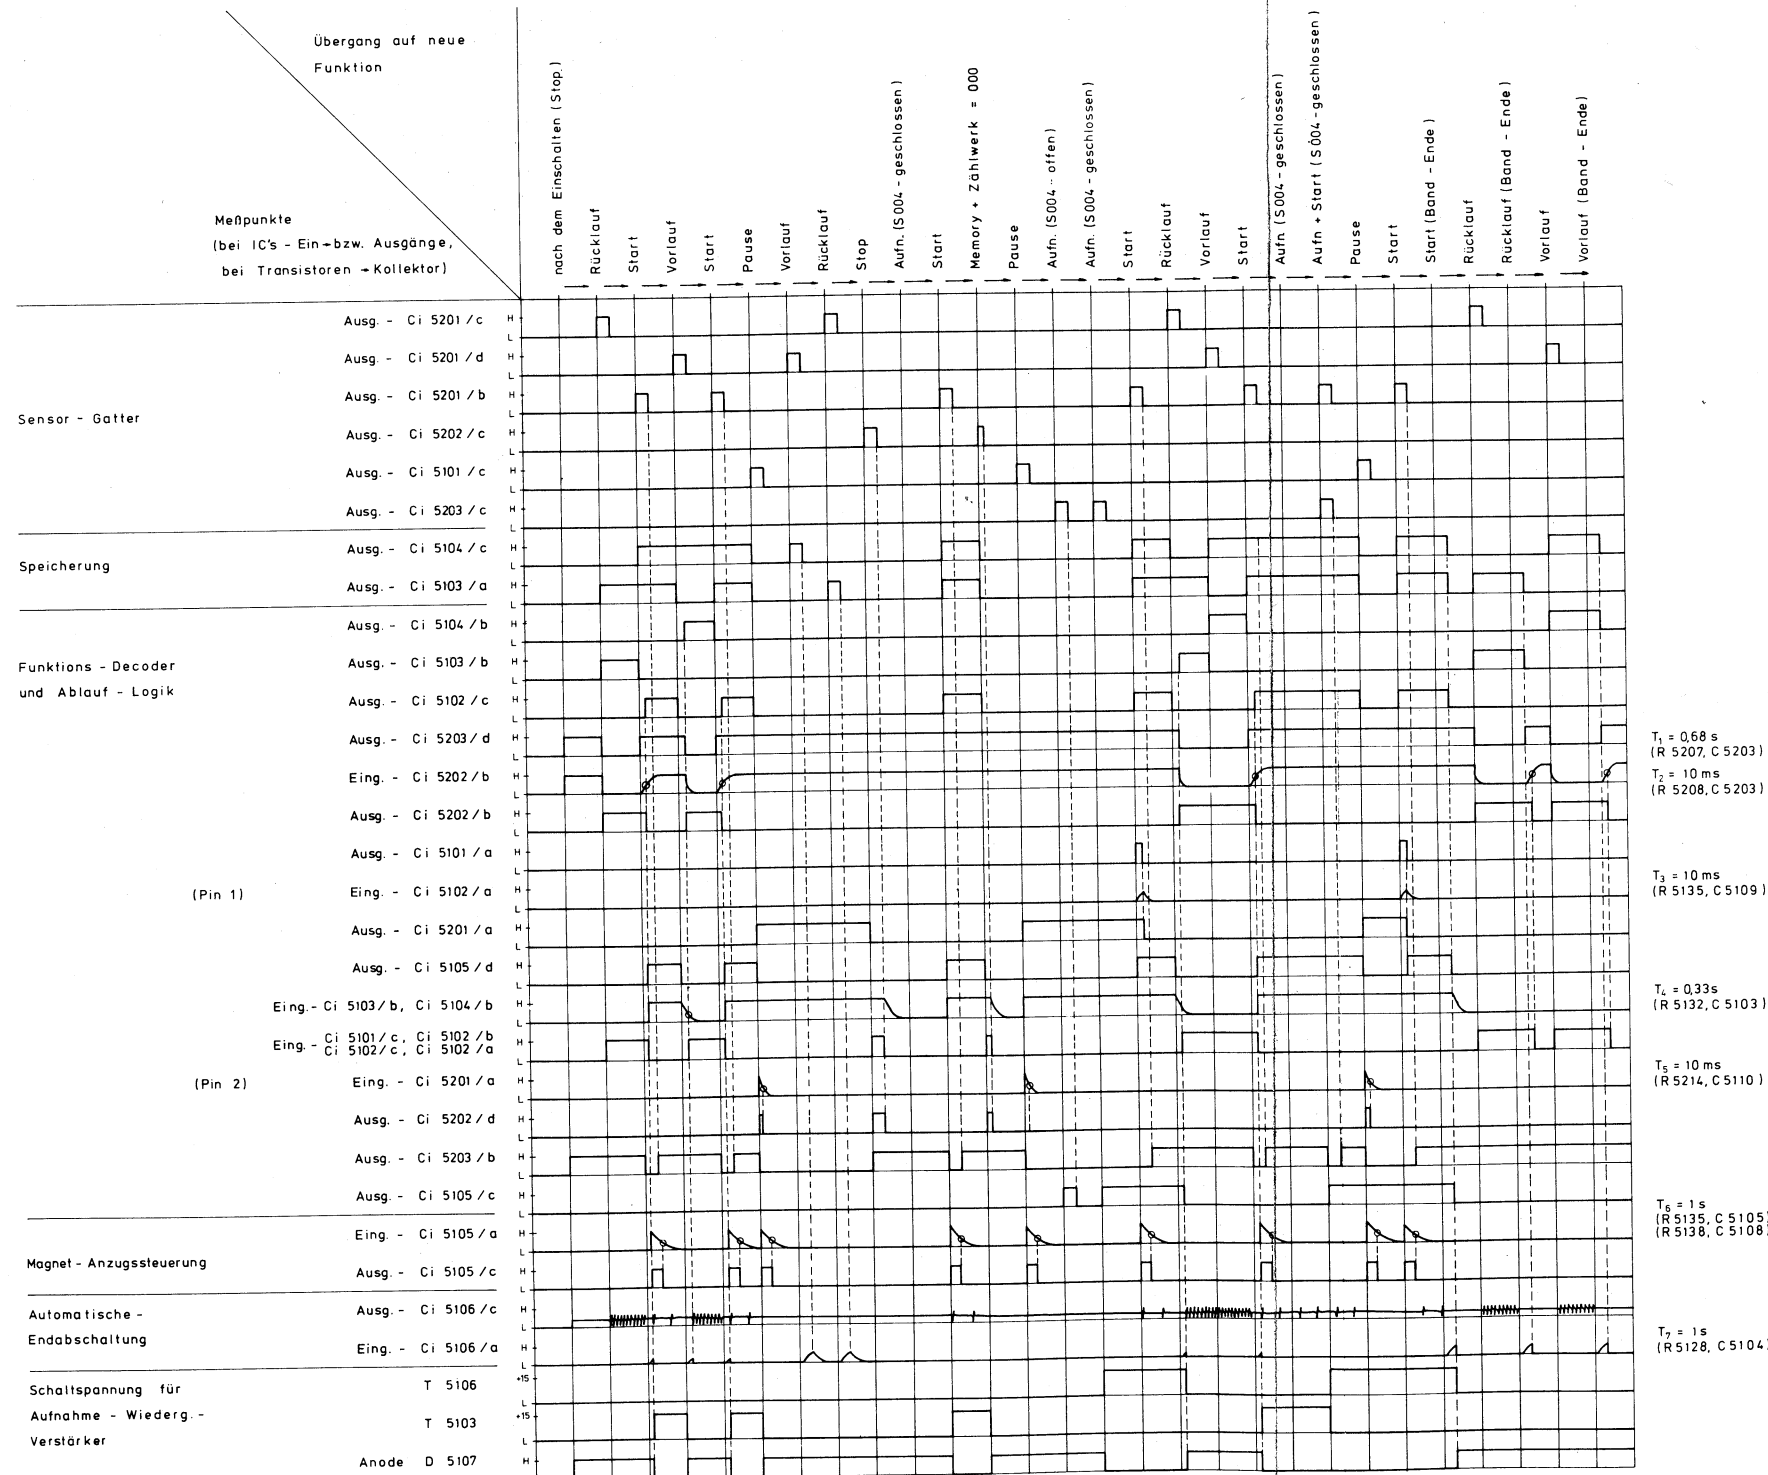 Übergang auf neue
Funktion
Meßpunkte
(bei IC's - Ein- bzw. Ausgänge,
bei Transistoren → Kollektor)
nach dem Einschalten (Stop)
Rücklauf
Start
Vorlauf
Start
Pause
Vorlauf
Rücklauf
Stop
Aufn. (S004-geschlossen)
Start
Memory + Zählwerk = 000
Pause
Aufn. (S004 - offen)
Aufn. (S004-geschlossen)
Start
Rücklauf
Vorlauf
Start
Aufn. (S004-geschlossen)
Aufn + Start (S004-geschlossen)
Pause
Start
Start (Band - Ende)
Rücklauf
Rücklauf (Band - Ende)
Vorlauf
Vorlauf (Band - Ende)
Sensor - Gatter
Ausg. - Ci 5201 /c H L
Ausg. - Ci 5201 /d H L
Ausg. - Ci 5201 /b H L
Ausg. - Ci 5202 /c H L
Ausg. - Ci 5101 /c H L
Ausg. - Ci 5203 /c H L
Speicherung
Ausg. - Ci 5104 /c H L
Ausg. - Ci 5103 /a H L
Funktions - Decoder
und Ablauf - Logik
Ausg. - Ci 5104 /b H L
Ausg. - Ci 5103 /b H L
Ausg. - Ci 5102 /c H L
Ausg. - Ci 5203 /d H L
T1 = 0,68 s
(R 5207, C 5203)
Eing. - Ci 5202 /b H L
T2 = 10 ms
(R 5208, C 5203)
Ausg. - Ci 5202 /b H L
Ausg. - Ci 5101 /a H L
(Pin 1) Eing. - Ci 5102 /a H L
T3 = 10 ms
(R 5135, C 5109)
Ausg. - Ci 5201 /a H L
Ausg. - Ci 5105 /d H L
Eing. - Ci 5103/b, Ci 5104/b H L
T4 = 0,33s
(R 5132, C 5103)
Eing. - Ci 5101/c, Ci 5102/b
Ci 5102/c, Ci 5102/a H L
(Pin 2) Eing. - Ci 5201 /a H L
T5 = 10 ms
(R 5214, C 5110)
Ausg. - Ci 5202 /d H L
Ausg. - Ci 5203 /b H L
Ausg. - Ci 5105 /c H L
Magnet - Anzugssteuerung
Eing. - Ci 5105 /a H L
T6 = 1s
(R 5135, C 5105)
(R 5138, C 5108)
Ausg. - Ci 5105 /c H L
Automatische -
Endabschaltung
Ausg. - Ci 5106 /c H L
Eing. - Ci 5106 /a H L
T7 = 1s
(R 5128, C 5104)
Schaltspannung für
Aufnahme - Wiederg. -
Verstärker
T 5106 +15 L
T 5103 +15 L
Anode D 5107 H